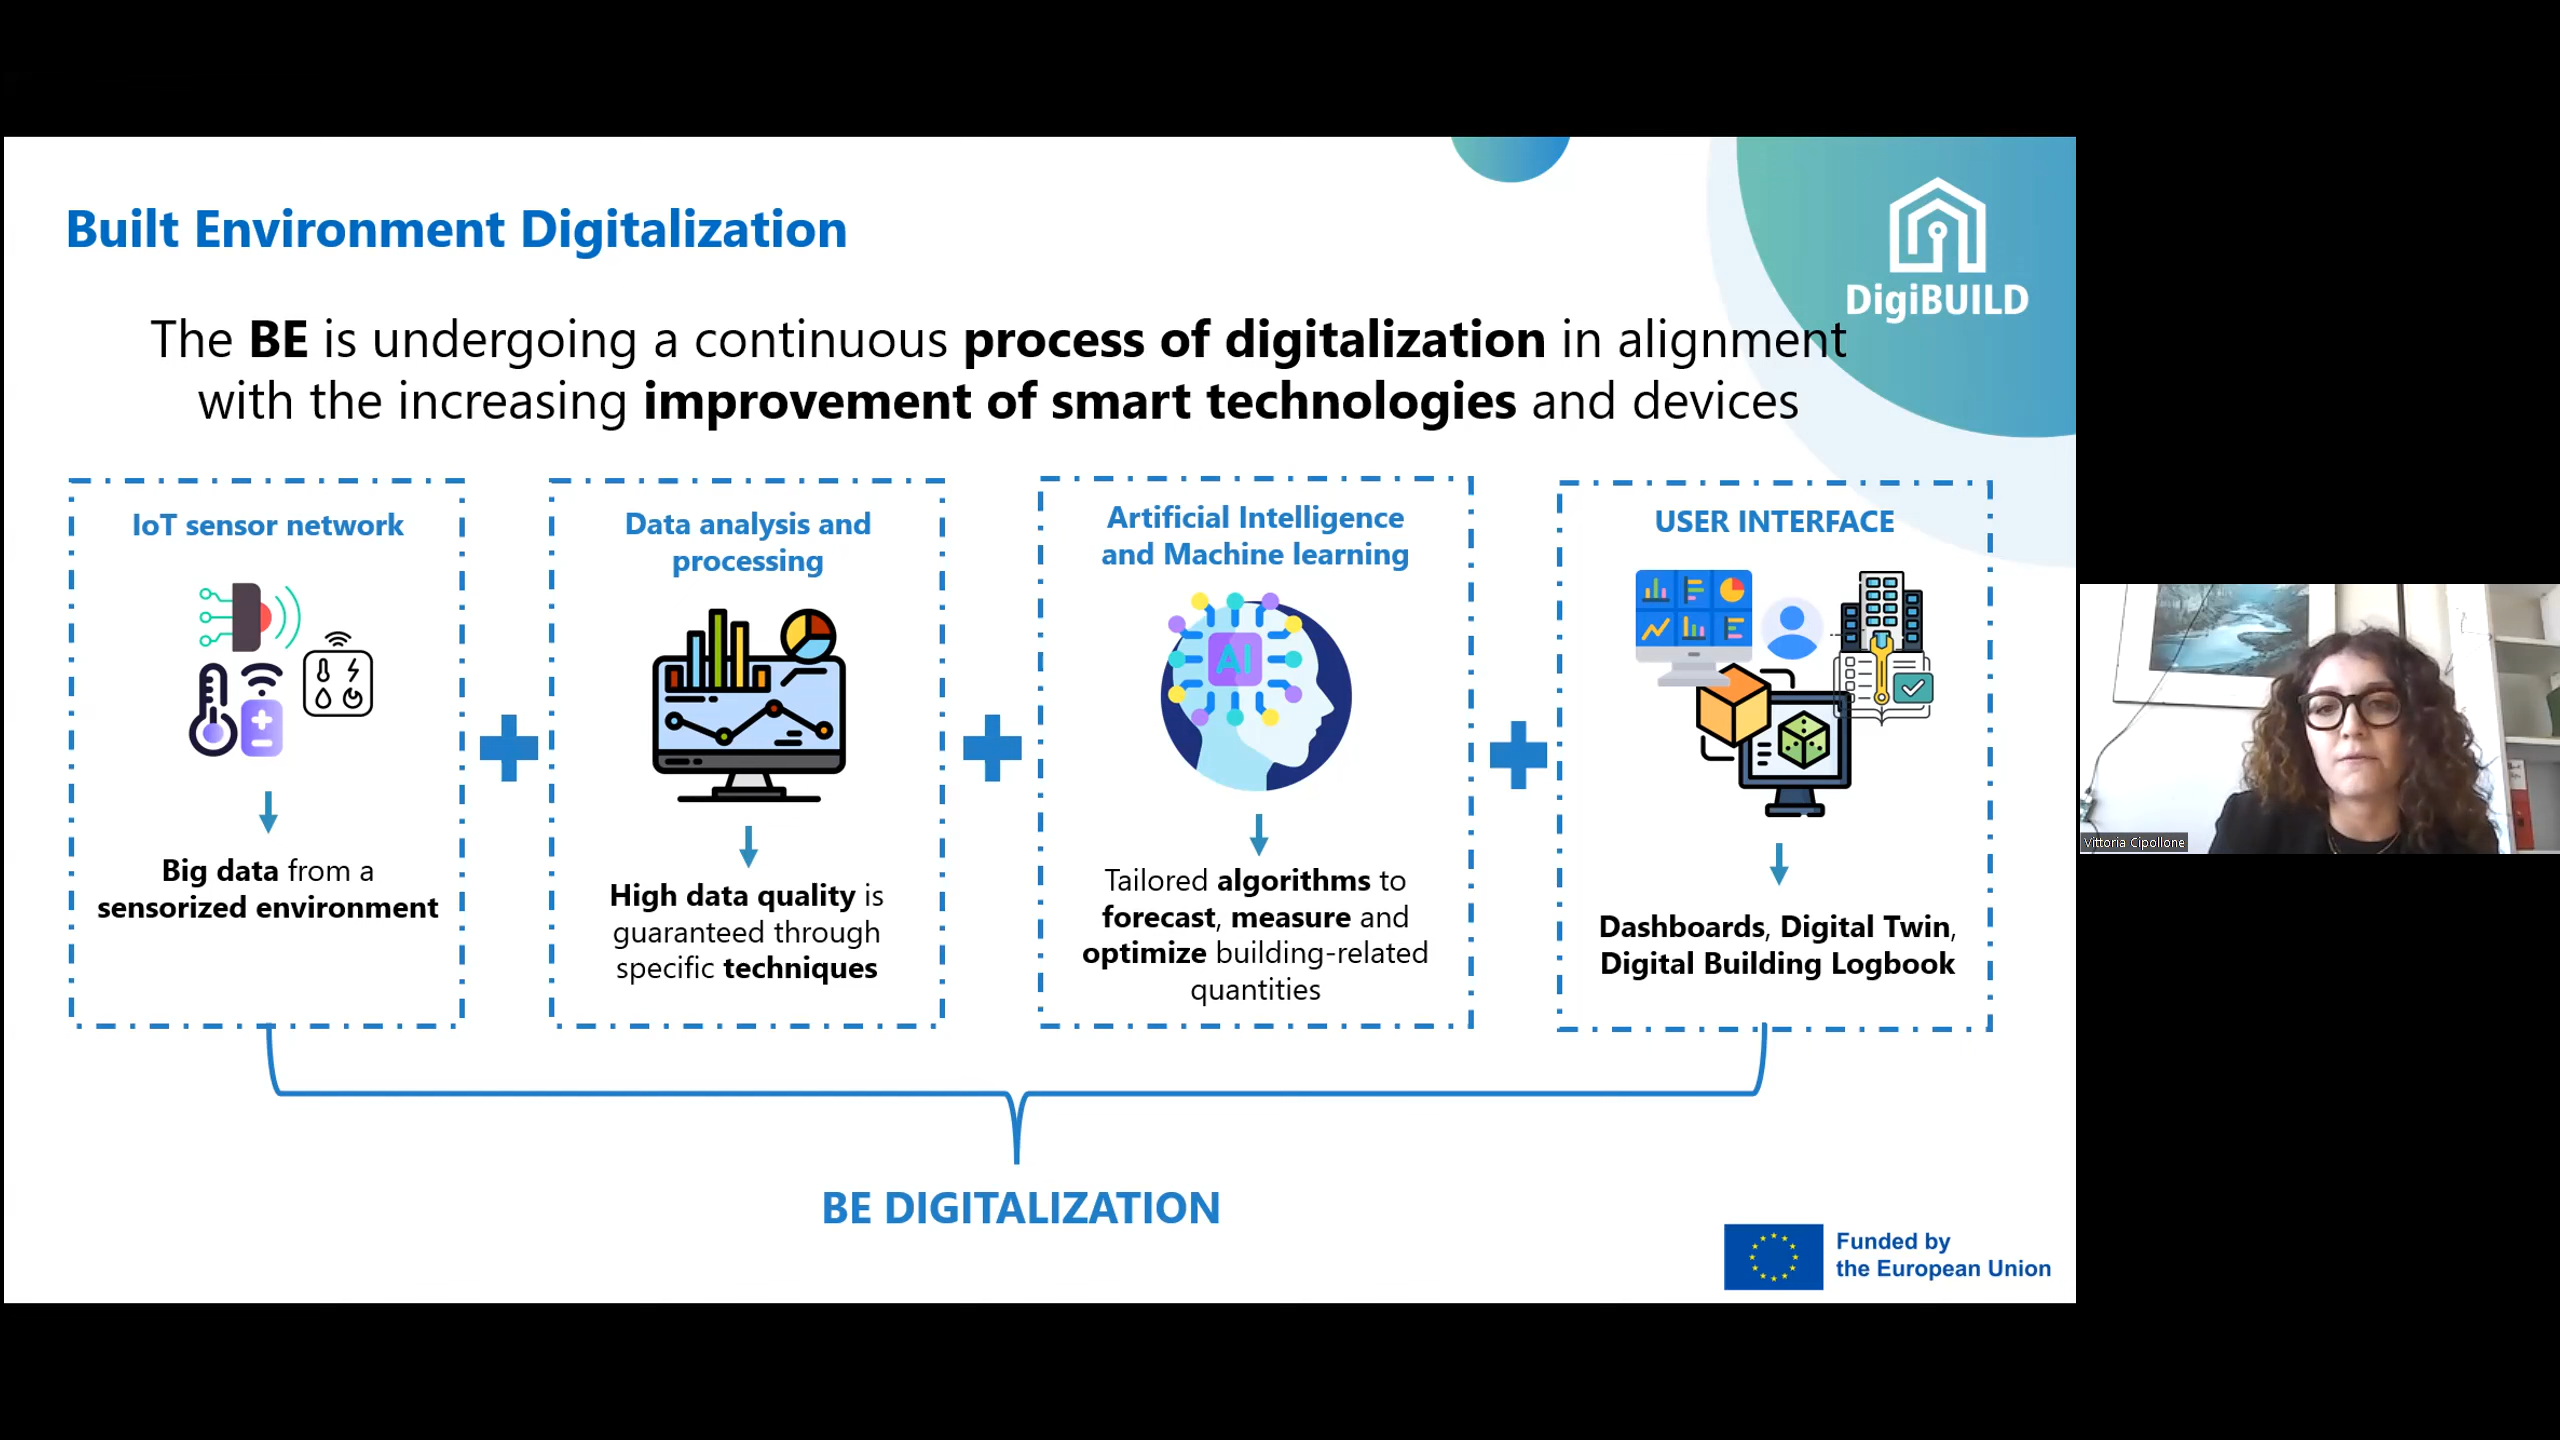 Built Environment Digitalization
DigiBUILD
The BE is undergoing a continuous process of digitalization in alignment
with the increasing improvement of smart technologies and devices
IoT sensor network
Big data from a
sensorized environment
Data analysis and
processing
High data quality is
guaranteed through
specific techniques
Artificial Intelligence
and Machine learning
AI
Tailored algorithms to
forecast, measure and
optimize building-related
quantities
USER INTERFACE
Dashboards, Digital Twin,
Digital Building Logbook
BE DIGITALIZATION
Funded by
the European Union
Vittoria Cipollone